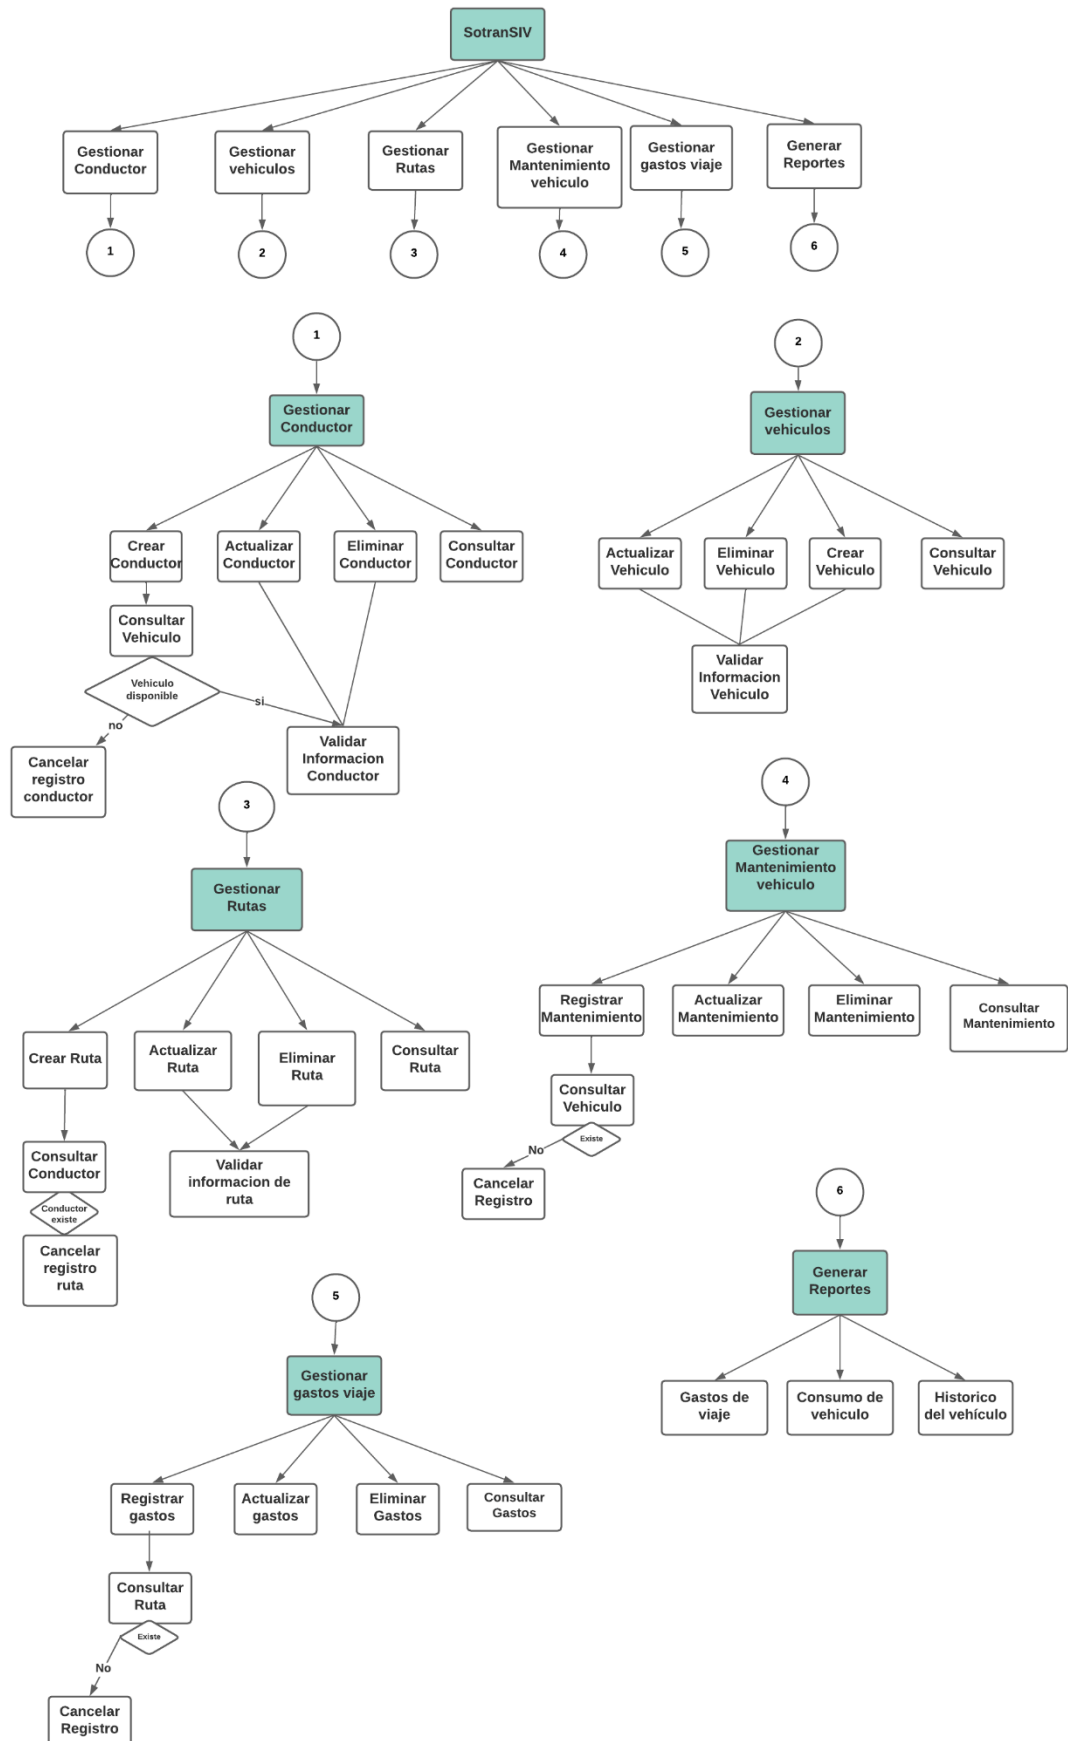 SotranSIV
Gestionar
Conductor
Gestionar
vehiculos
Gestionar
Rutas
Gestionar
Mantenimiento
vehiculo
Gestionar
gastos viaje
Generar
Reportes
1
2
3
4
5
6
1
Gestionar
Conductor
Crear
Conductor
Actualizar
Conductor
Eliminar
Conductor
Consultar
Conductor
Consultar
Vehiculo
Vehiculo
disponible
si
no
Cancelar
registro
conductor
Validar
Informacion
Conductor
2
Gestionar
vehiculos
Actualizar
Vehiculo
Eliminar
Vehiculo
Crear
Vehiculo
Consultar
Vehiculo
Validar
Informacion
Vehiculo
3
Gestionar
Rutas
Crear Ruta
Actualizar
Ruta
Eliminar
Ruta
Consultar
Ruta
Consultar
Conductor
Conductor
existe
Cancelar
registro
ruta
Validar
informacion de
ruta
4
Gestionar
Mantenimiento
vehiculo
Registrar
Mantenimiento
Actualizar
Mantenimiento
Eliminar
Mantenimiento
Consultar
Mantenimiento
Consultar
Vehiculo
Existe
No
Cancelar
Registro
5
Gestionar
gastos viaje
Registrar
gastos
Actualizar
gastos
Eliminar
Gastos
Consultar
Gastos
Consultar
Ruta
Existe
No
Cancelar
Registro
6
Generar
Reportes
Gastos de
viaje
Consumo de
vehiculo
Historico
del vehículo